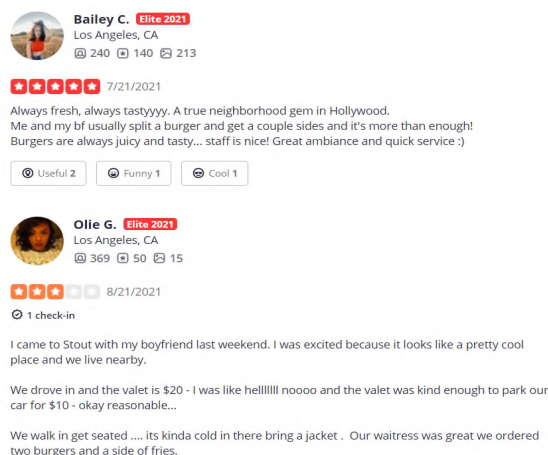 Bailey C. Elite 2021
Los Angeles, CA
240 140 213
7/21/2021
Always fresh, always tastyyyy. A true neighborhood gem in Hollywood.
Me and my bf usually split a burger and get a couple sides and it's more than enough!
Burgers are always juicy and tasty... staff is nice! Great ambiance and quick service :)
Useful 2 Funny 1 Cool 1
Olie G. Elite 2021
Los Angeles, CA
369 50 15
8/21/2021
1 check-in
I came to Stout with my boyfriend last weekend. I was excited because it looks like a pretty cool
place and we live nearby.
We drove in and the valet is $20 - I was like helllllll noooo and the valet was kind enough to park our
car for $10 - okay reasonable...
We walk in get seated .... its kinda cold in there bring a jacket . Our waitress was great we ordered
two burgers and a side of fries.